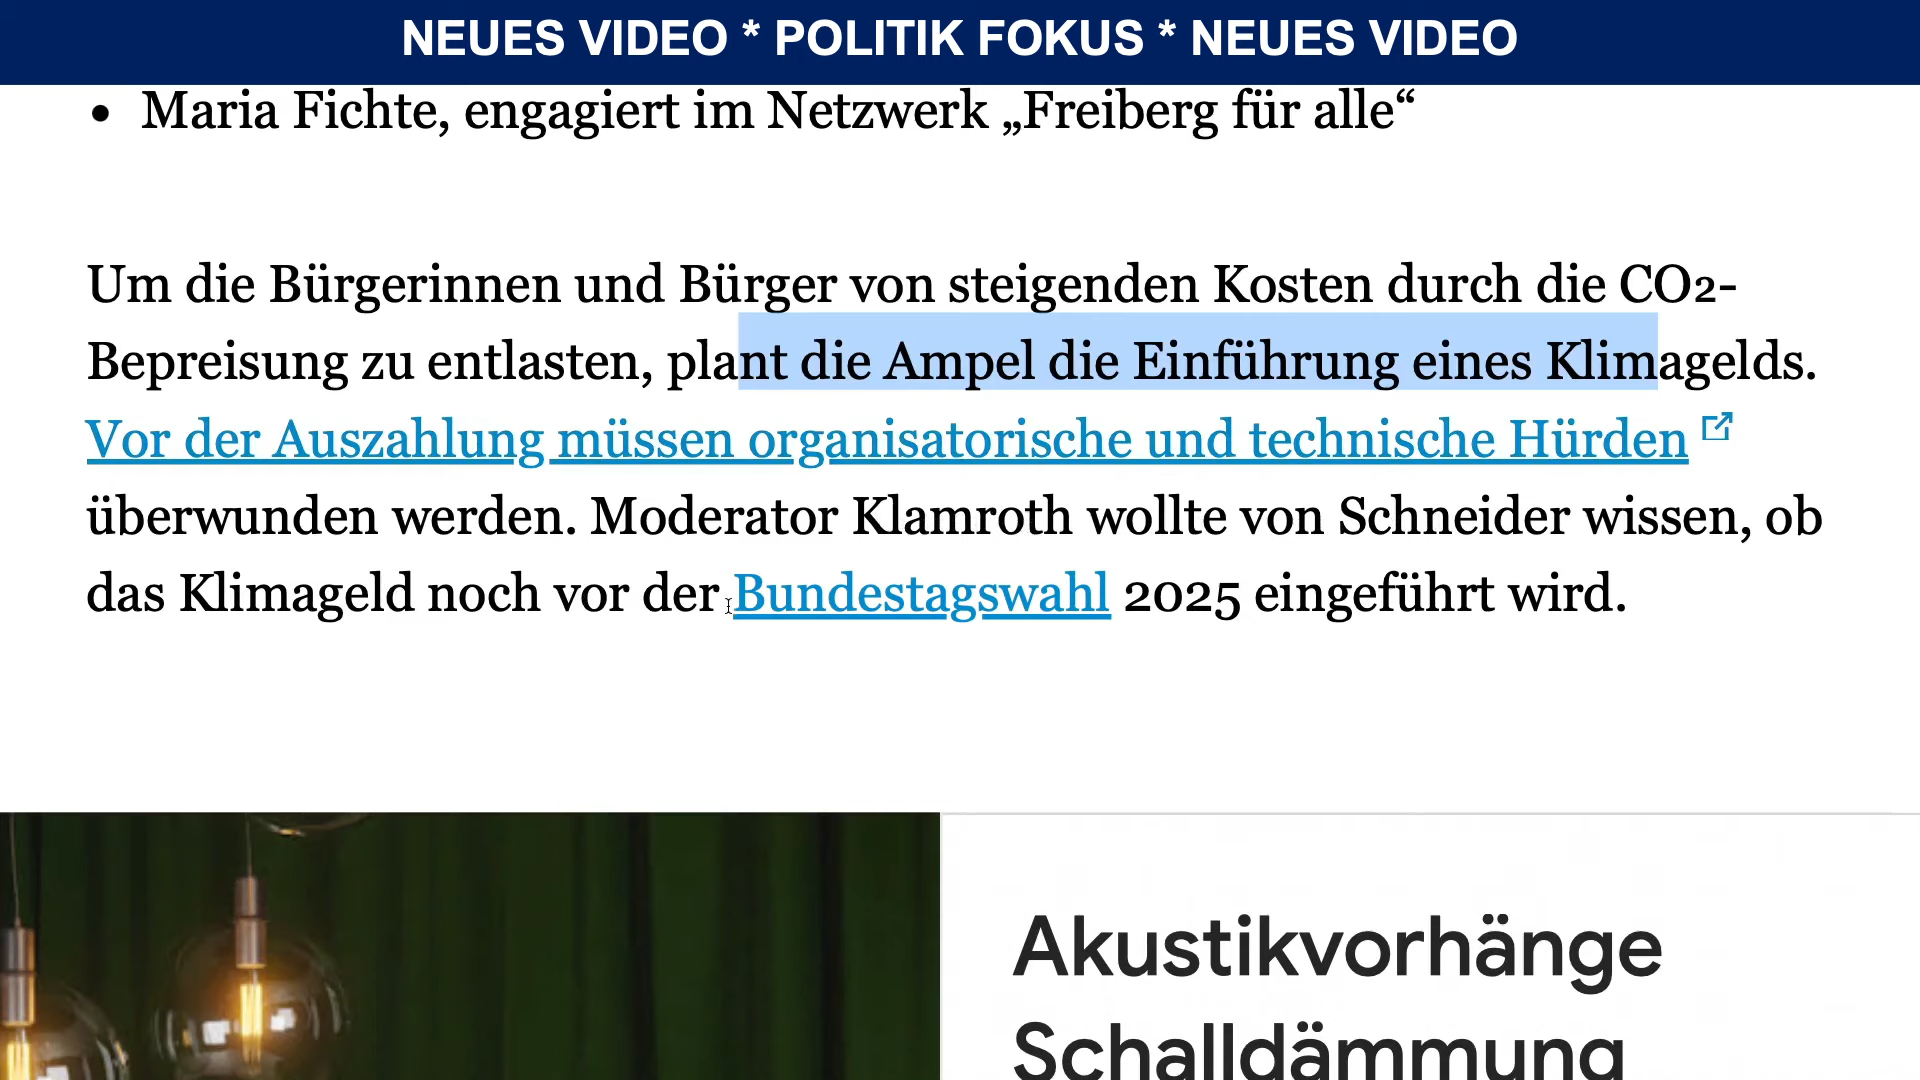 NEUES VIDEO * POLITIK FOKUS * NEUES VIDEO
• Maria Fichte, engagiert im Netzwerk „Freiberg für alle“
Um die Bürgerinnen und Bürger von steigenden Kosten durch die CO2-
Bepreisung zu entlasten, plant die Ampel die Einführung eines Klimagelds.
Vor der Auszahlung müssen organisatorische und technische Hürden
überwunden werden. Moderator Klamroth wollte von Schneider wissen, ob
das Klimageld noch vor der Bundestagswahl 2025 eingeführt wird.
Akustikvorhänge
Schalldämmung